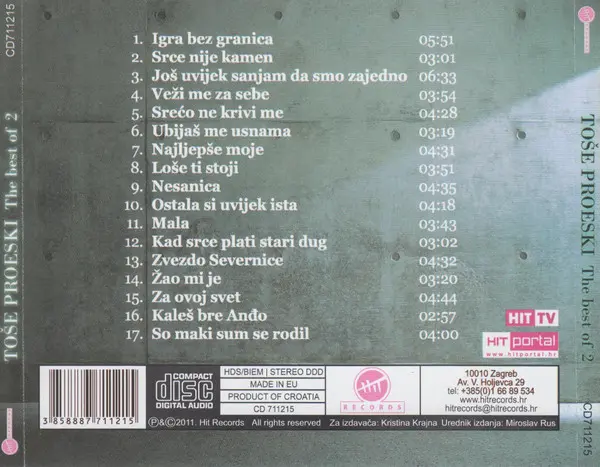 CD711215
TOŠE PROESKI The best of 2
1. Igra bez granica 05:51
2. Srce nije kamen 03:01
3. Još uvijek sanjam da smo zajedno 06:33
4. Veži me za sebe 03:54
5. Srećo ne krivi me 04:28
6. Ubijaš me usnama 03:19
7. Najljepše moje 04:31
8. Loše ti stoji 03:51
9. Nesanica 04:35
10. Ostala si uvijek ista 04:18
11. Mala 03:43
12. Kad srce plati stari dug 03:02
13. Zvezdo Severnice 04:32
14. Žao mi je 03:20
15. Za ovoj svet 04:44
16. Kaleš bre Anđo 02:57
17. So maki sum se rodil 04:00
HIT TV
HIT portal
www.hitportal.hr
3 858887 711215
COMPACT
disc
DIGITAL AUDIO
HDS/BIEM | STEREO DDD
MADE IN EU
PRODUCT OF CROATIA
CD 711215
Hit
RECORDS
10010 Zagreb
Av. V. Holjevca 29
tel: +385(0)1 66 89 534
www.hitrecords.hr
hitrecords@hitrecords.hr
℗&©2011. Hit Records All rights reserved Za izdavača: Kristina Krajna Urednik izdanja: Miroslav Rus
TOŠE PROESKI The best of 2
CD711215